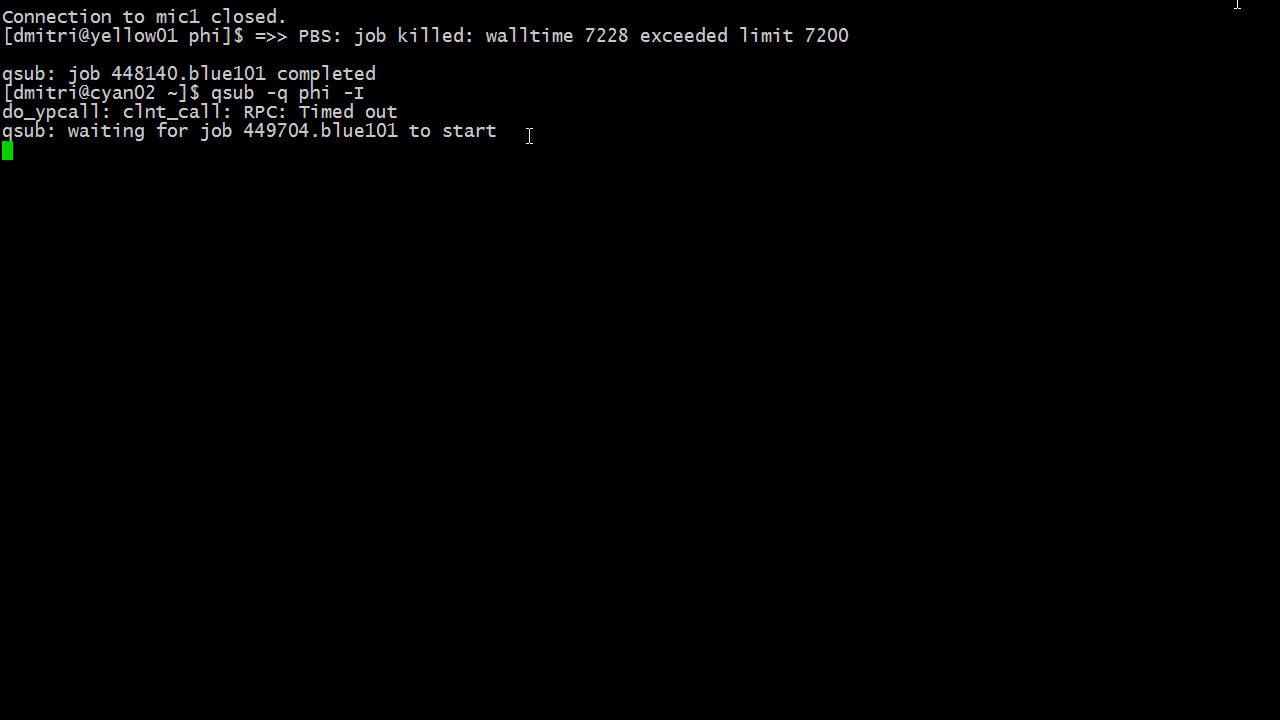 Connection to mic1 closed.
[dmitri@yellow01 phi]$ =>> PBS: job killed: walltime 7228 exceeded limit 7200
qsub: job 448140.blue101 completed
[dmitri@cyan02 ~]$ qsub -q phi -I
do_ypcall: clnt_call: RPC: Timed out
qsub: waiting for job 449704.blue101 to start